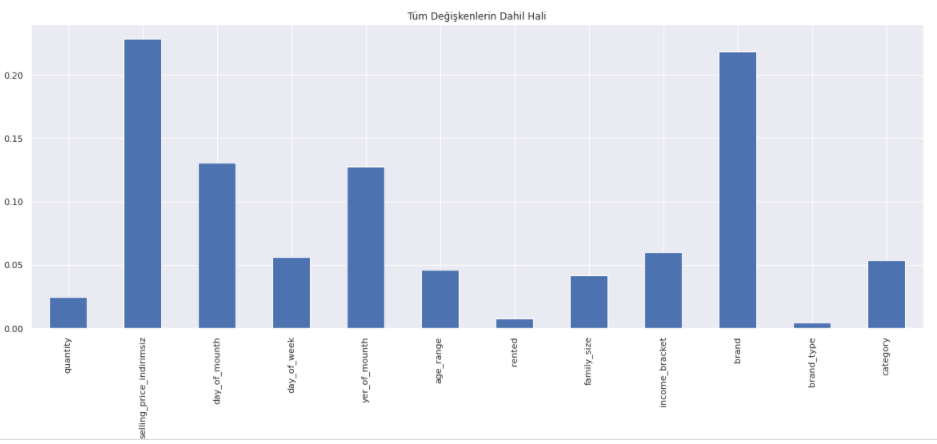 Tüm Değişkenlerin Dahil Hali
0.20
0.15
0.10
0.05
0.00
quantity
selling_price_indirimsiz
day_of_mounth
day_of_week
yer_of_mounth
age_range
rented
family_size
income_bracket
brand
brand_type
category